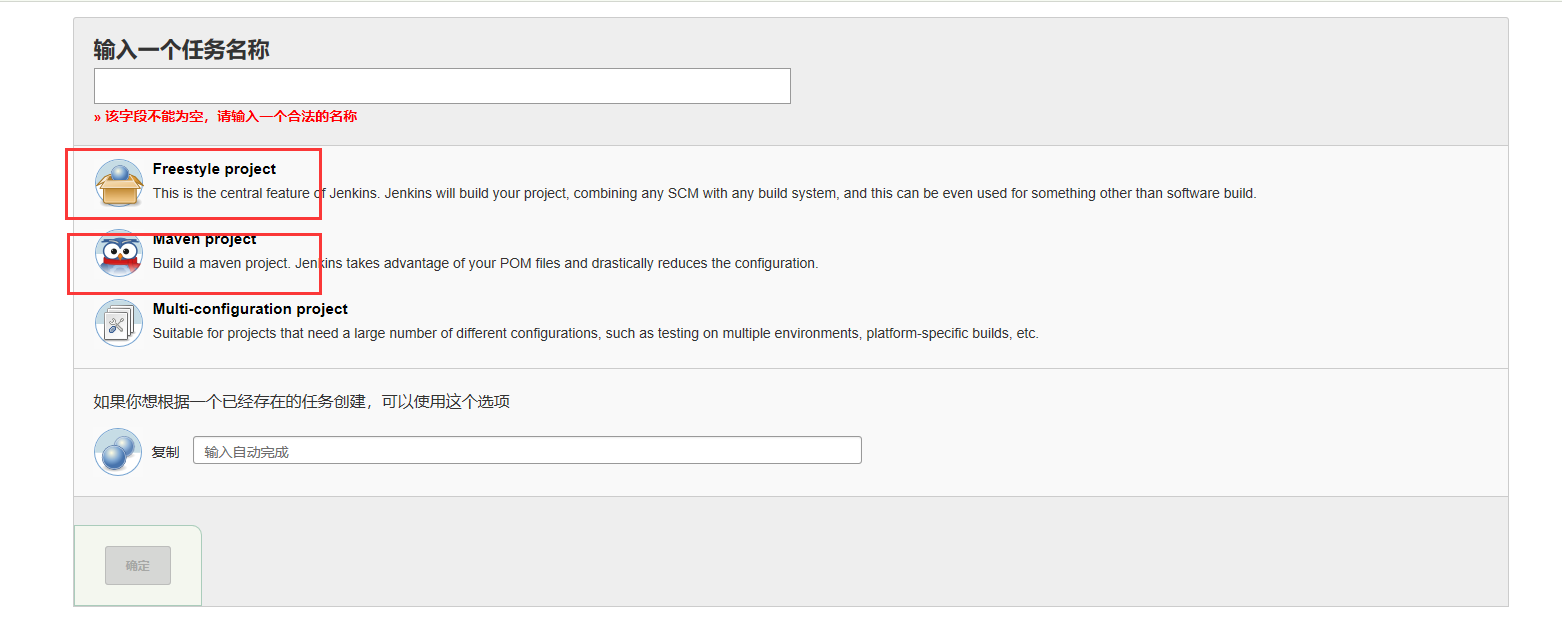 输入一个任务名称
» 该字段不能为空，请输入一个合法的名称
Freestyle project
This is the central feature of Jenkins. Jenkins will build your project, combining any SCM with any build system, and this can be even used for something other than software build.
Maven project
Build a maven project. Jenkins takes advantage of your POM files and drastically reduces the configuration.
Multi-configuration project
Suitable for projects that need a large number of different configurations, such as testing on multiple environments, platform-specific builds, etc.
如果你想根据一个已经存在的任务创建，可以使用这个选项
复制 输入自动完成
确定